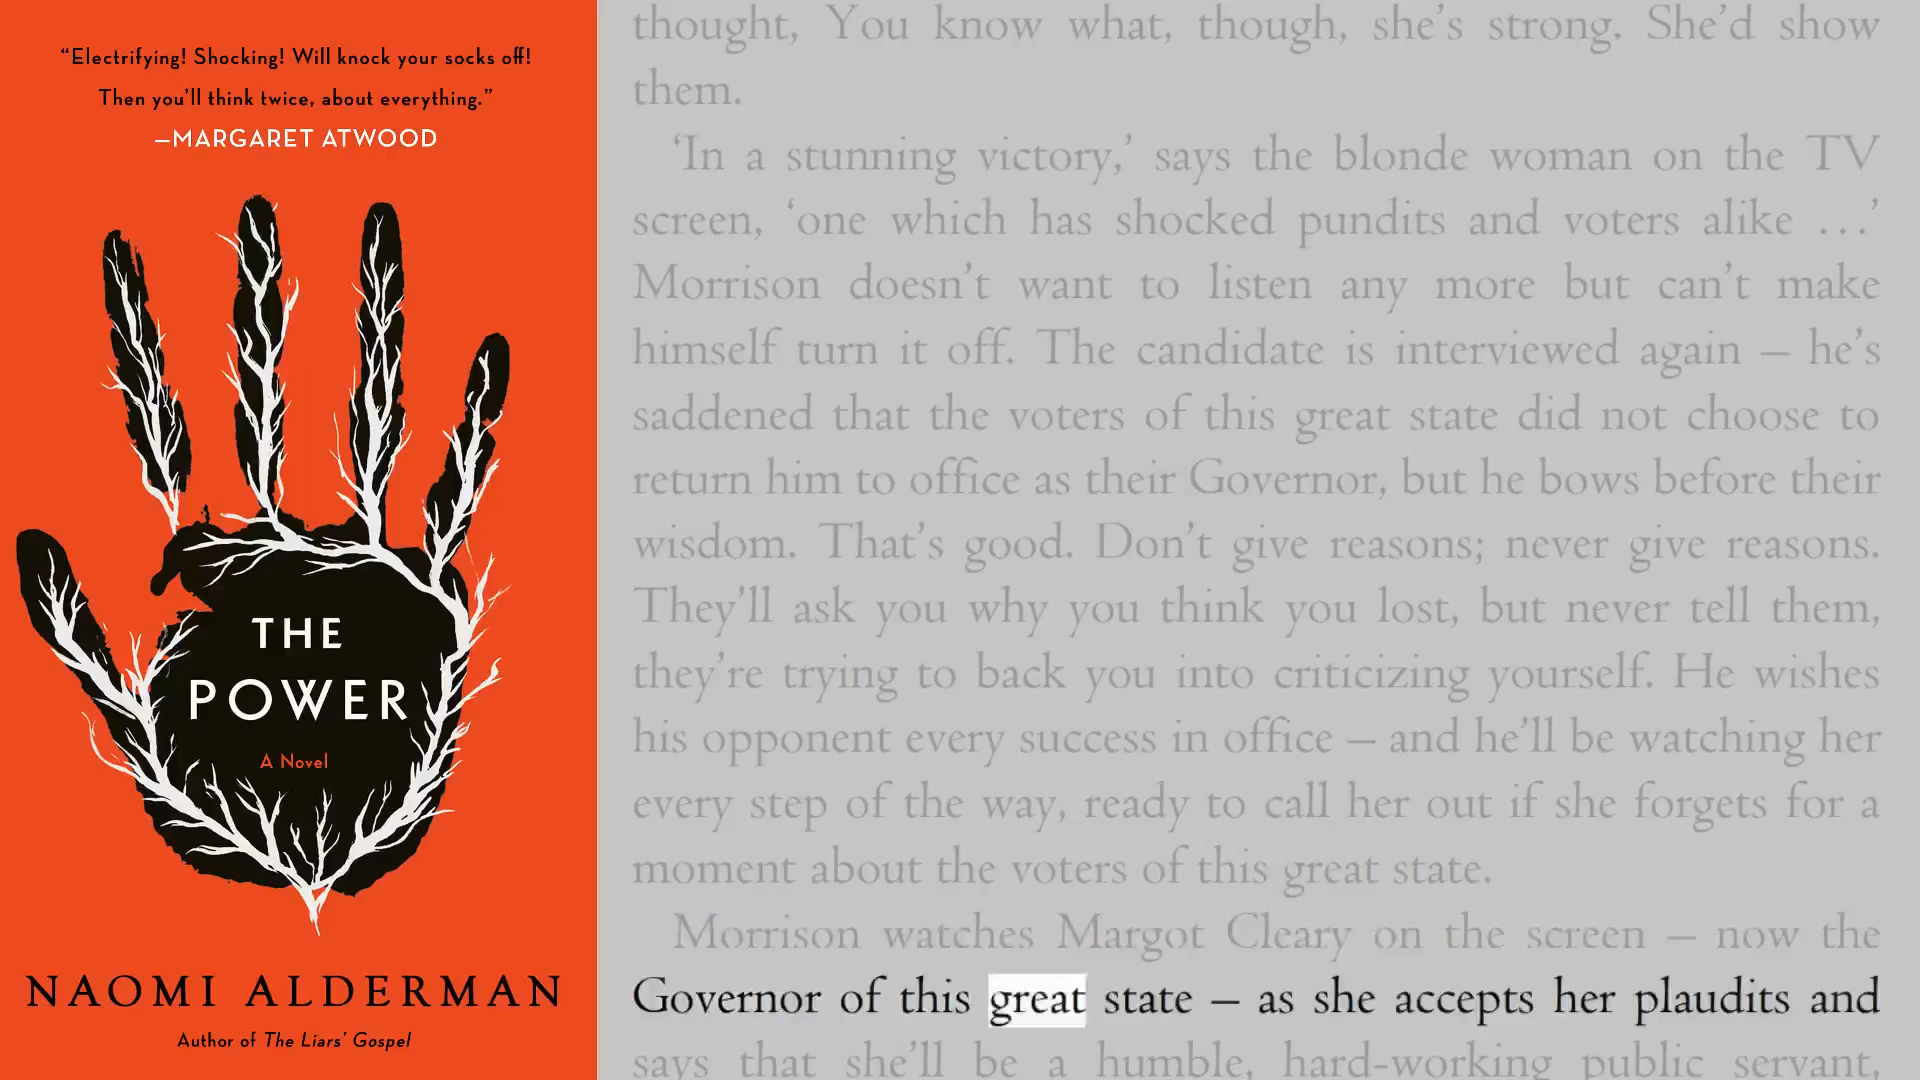 “Electrifying! Shocking! Will knock your socks off!
Then you’ll think twice, about everything.”
—MARGARET ATWOOD
THE
POWER
A Novel
NAOMI ALDERMAN
Author of The Liars’ Gospel
thought, You know what, though, she’s strong. She’d show
them.
‘In a stunning victory,’ says the blonde woman on the TV
screen, ‘one which has shocked pundits and voters alike …’
Morrison doesn’t want to listen any more but can’t make
himself turn it off. The candidate is interviewed again – he’s
saddened that the voters of this great state did not choose to
return him to office as their Governor, but he bows before their
wisdom. That’s good. Don’t give reasons; never give reasons.
They’ll ask you why you think you lost, but never tell them,
they’re trying to back you into criticizing yourself. He wishes
his opponent every success in office – and he’ll be watching her
every step of the way, ready to call her out if she forgets for a
moment about the voters of this great state.
Morrison watches Margot Cleary on the screen – now the
Governor of this great state – as she accepts her plaudits and
says that she’ll be a humble, hard-working public servant,